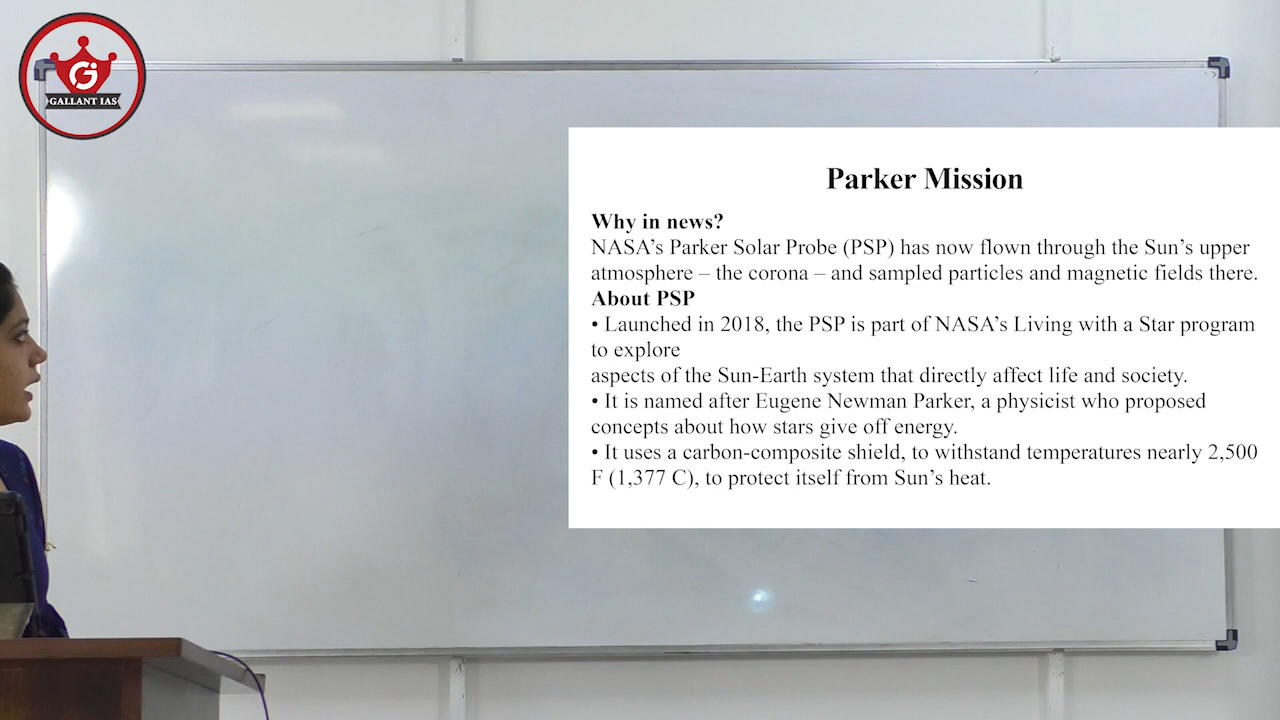 Gi
GALLANT IAS
Parker Mission
Why in news?
NASA’s Parker Solar Probe (PSP) has now flown through the Sun’s upper
atmosphere – the corona – and sampled particles and magnetic fields there.
About PSP
• Launched in 2018, the PSP is part of NASA’s Living with a Star program
to explore
aspects of the Sun-Earth system that directly affect life and society.
• It is named after Eugene Newman Parker, a physicist who proposed
concepts about how stars give off energy.
• It uses a carbon-composite shield, to withstand temperatures nearly 2,500
F (1,377 C), to protect itself from Sun’s heat.